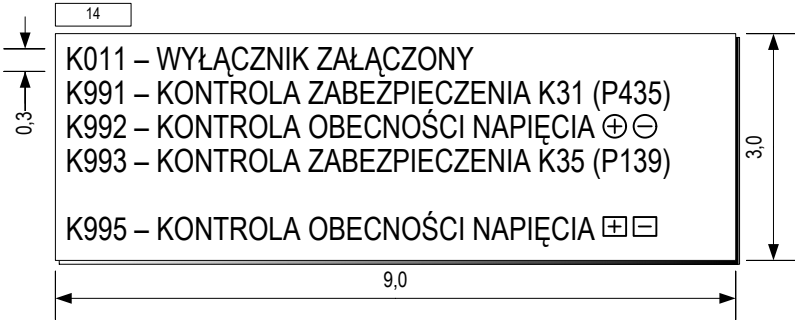 14
K011 – WYŁĄCZNIK ZAŁĄCZONY
K991 – KONTROLA ZABEZPIECZENIA K31 (P435)
K992 – KONTROLA OBECNOŚCI NAPIĘCIA ⊕⊖
K993 – KONTROLA ZABEZPIECZENIA K35 (P139)
K995 – KONTROLA OBECNOŚCI NAPIĘCIA ⊞⊟
0,3
3,0
9,0